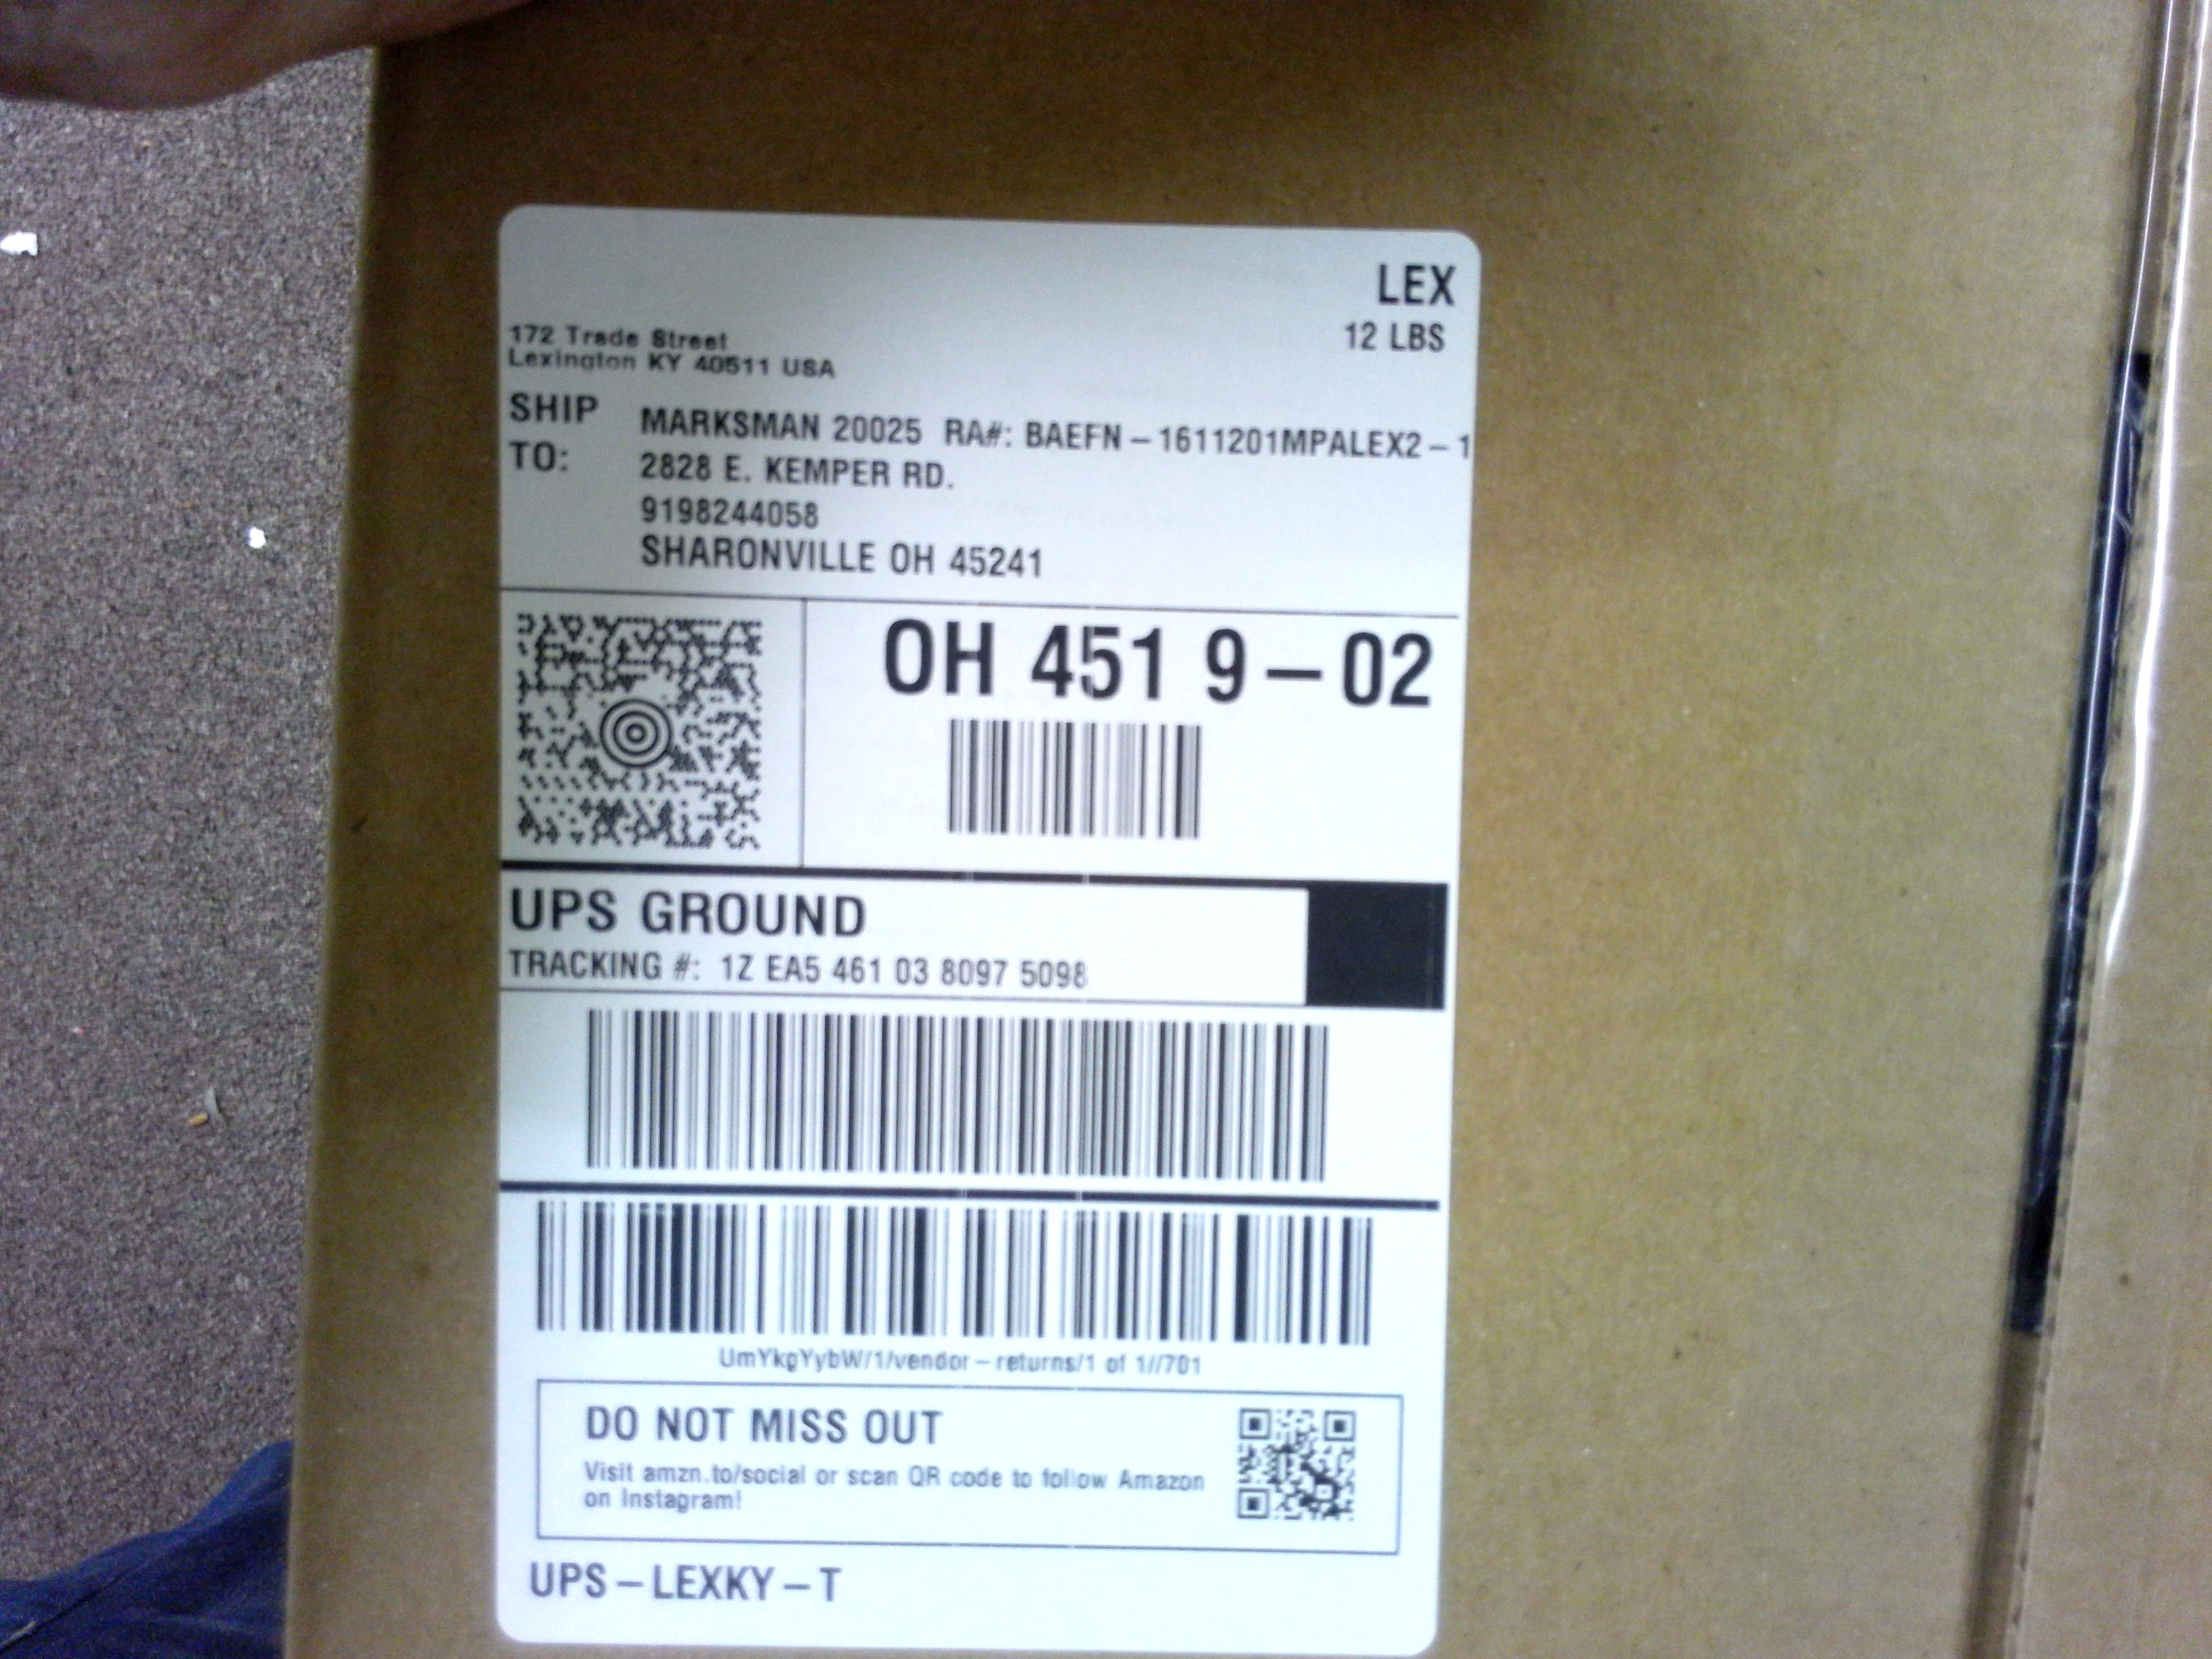 LEX
12 LBS
172 Trade Street
Lexington KY 40511 USA
SHIP TO:
MARKSMAN 20025 RA#: BAEFN-1611201MPALEX2-1
2828 E. KEMPER RD.
9198244058
SHARONVILLE OH 45241
OH 451 9-02
UPS GROUND
TRACKING #: 1Z EA5 461 03 8097 5098
UmYkgYybW/1/vendor-returns/1 of 1//701
DO NOT MISS OUT
Visit amzn.to/social or scan QR code to follow Amazon
on Instagram!
UPS-LEXKY-T